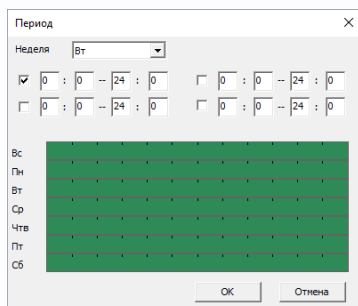 Период
Неделя Вт
0 : 0 -- 24 : 0 0 : 0 -- 24 : 0
0 : 0 -- 24 : 0 0 : 0 -- 24 : 0
Вс
Пн
Вт
Ср
Чтв
Пт
Сб
OK Отмена